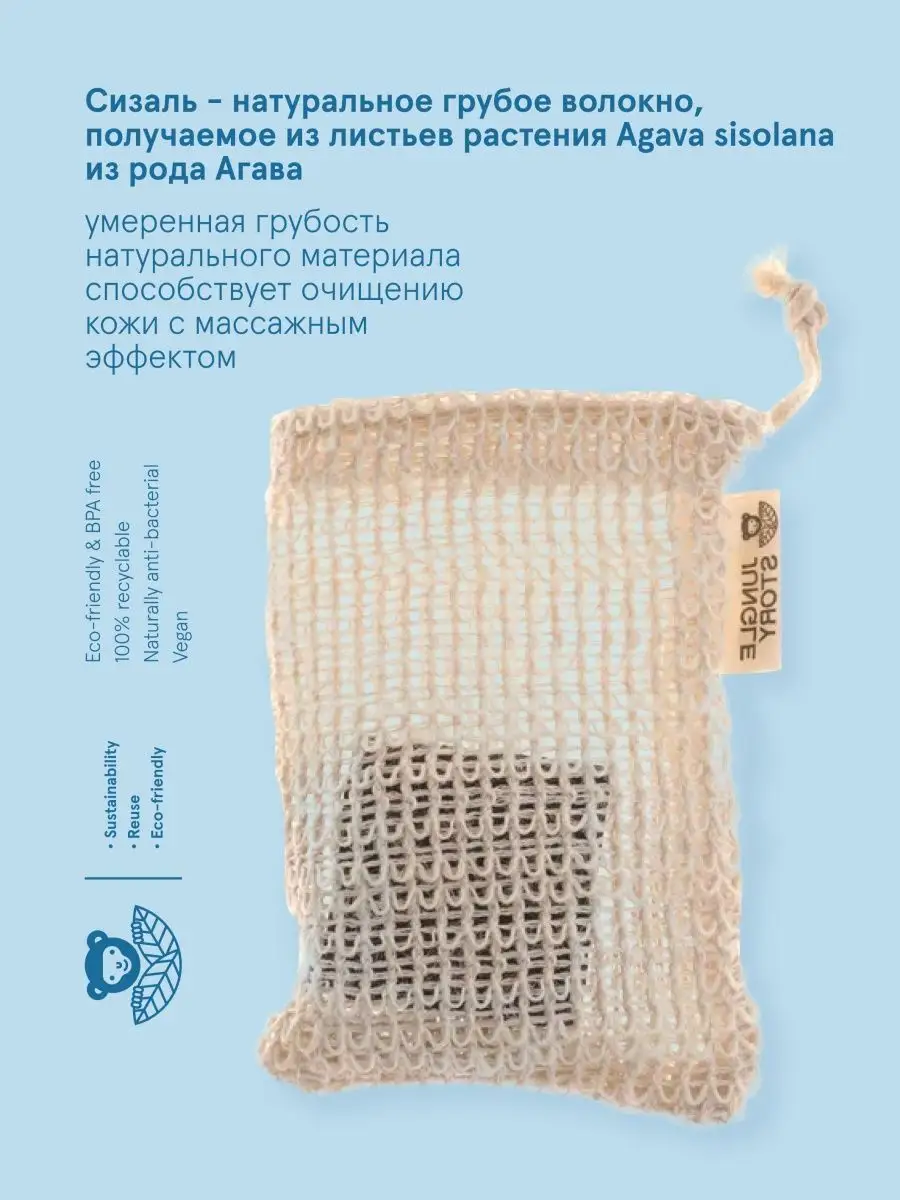 Сизаль - натуральное грубое волокно,
получаемое из листьев растения Agava sisolana
из рода Агава
умеренная грубость
натурального материала
способствует очищению
кожи с массажным
эффектом
Eco-friendly & BPA free
100% recyclable
Naturally anti-bacterial
Vegan
• Sustainability
• Reuse
• Eco-friendly
JUNGLE
STORY